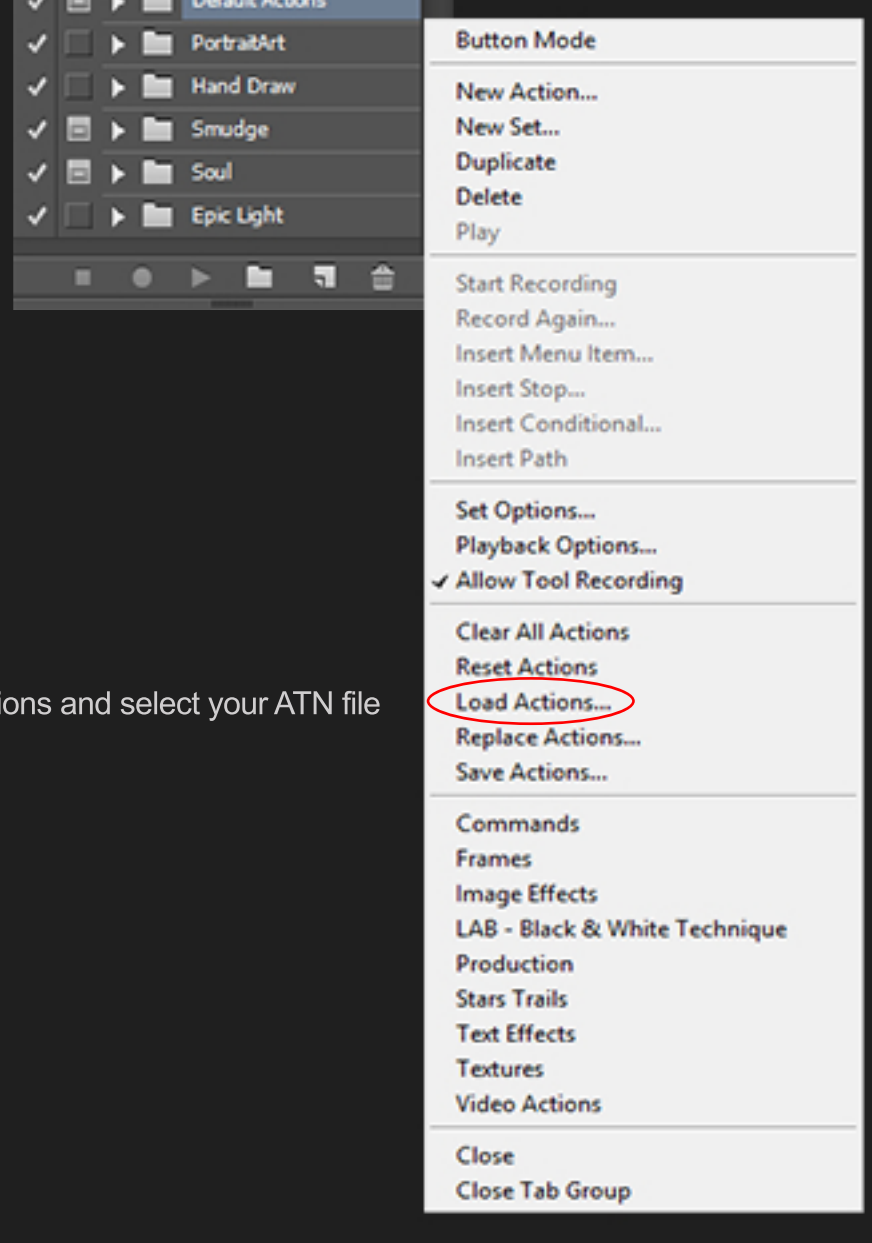 Default Actions
PortraitArt
Hand Draw
Smudge
Soul
Epic Light
Button Mode
New Action...
New Set...
Duplicate
Delete
Play
Start Recording
Record Again...
Insert Menu Item...
Insert Stop...
Insert Conditional...
Insert Path
Set Options...
Playback Options...
Allow Tool Recording
Clear All Actions
Reset Actions
ions and select your ATN file
Load Actions...
Replace Actions...
Save Actions...
Commands
Frames
Image Effects
LAB - Black & White Technique
Production
Stars Trails
Text Effects
Textures
Video Actions
Close
Close Tab Group